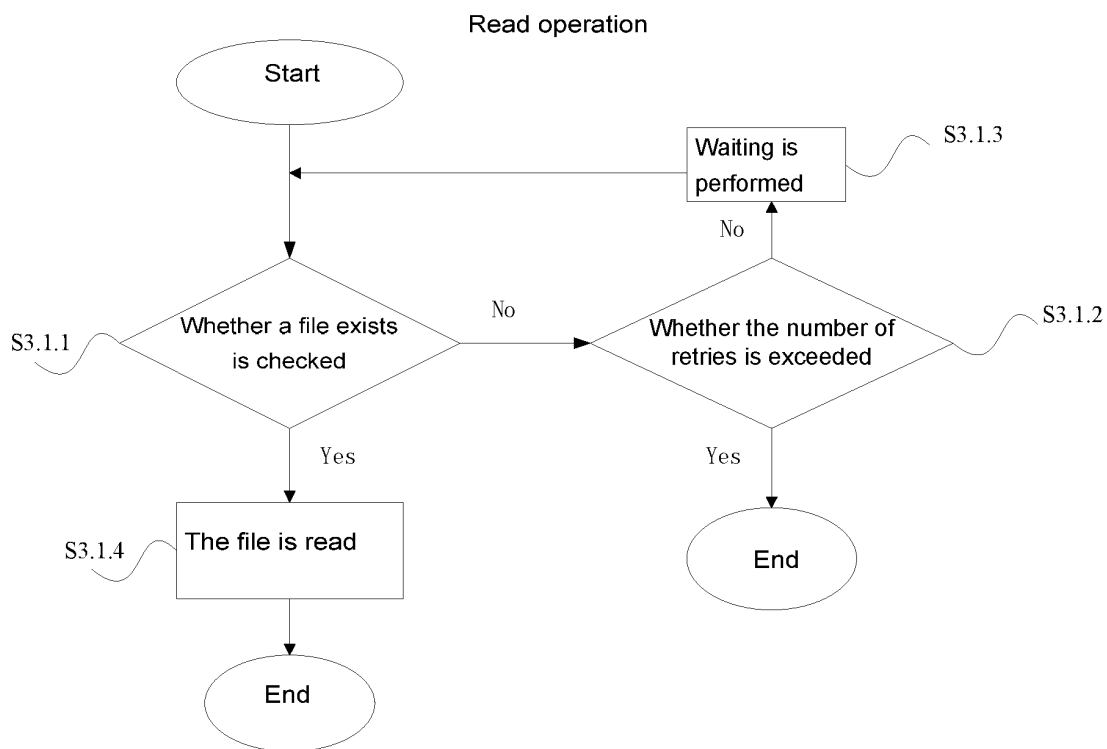 Read operation
Start
Waiting is
performed
S3.1.3
No
S3.1.1
Whether a file exists
is checked
No
Whether the number of
retries is exceeded
S3.1.2
Yes
Yes
S3.1.4
The file is read
End
End